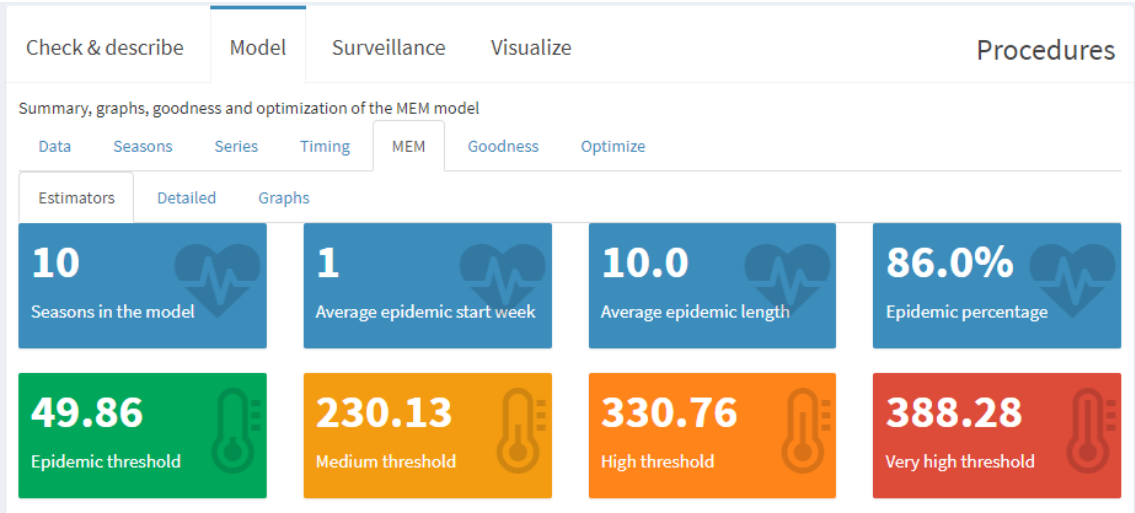 Check & describe Model Surveillance Visualize Procedures
Summary, graphs, goodness and optimization of the MEM model
Data Seasons Series Timing MEM Goodness Optimize
Estimators Detailed Graphs
10 1 10.0 86.0%
Seasons in the model Average epidemic start week Average epidemic length Epidemic percentage
49.86 230.13 330.76 388.28
Epidemic threshold Medium threshold High threshold Very high threshold